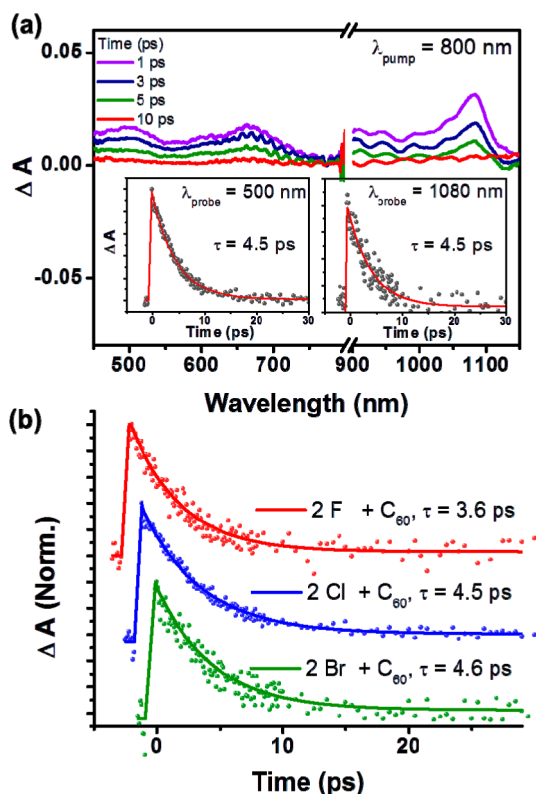 (a)
0.05
0.00
-0.05
Δ A
Time (ps)
1 ps
3 ps
5 ps
10 ps
λpump = 800 nm
λprobe = 500 nm
τ = 4.5 ps
Δ A
0 10 20 30
Time (ps)
λprobe = 1080 nm
τ = 4.5 ps
0 10 20 30
Time (ps)
500 600 700 800 900 1000 1100
Wavelength (nm)
(b)
Δ A (Norm.)
2 F + C60, τ = 3.6 ps
2 Cl + C60, τ = 4.5 ps
2 Br + C60, τ = 4.6 ps
0 10 20
Time (ps)